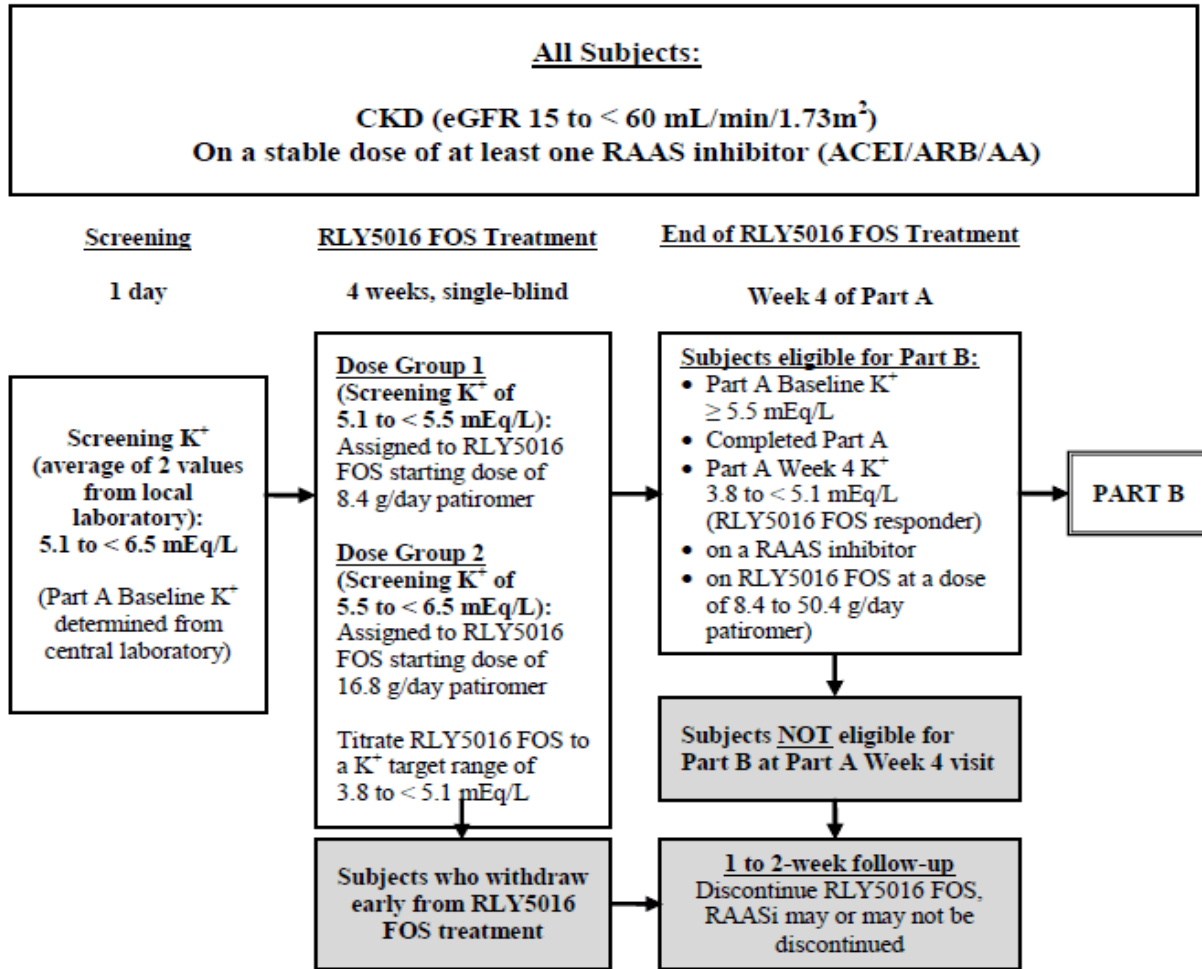 All Subjects:
CKD (eGFR 15 to < 60 mL/min/1.73m²)
On a stable dose of at least one RAAS inhibitor (ACEI/ARB/AA)
Screening
1 day
RLY5016 FOS Treatment
4 weeks, single-blind
End of RLY5016 FOS Treatment
Week 4 of Part A
Screening K⁺
(average of 2 values
from local
laboratory):
5.1 to < 6.5 mEq/L
(Part A Baseline K⁺
determined from
central laboratory)
Dose Group 1
(Screening K⁺ of
5.1 to < 5.5 mEq/L):
Assigned to RLY5016
FOS starting dose of
8.4 g/day patiromer
Dose Group 2
(Screening K⁺ of
5.5 to < 6.5 mEq/L):
Assigned to RLY5016
FOS starting dose of
16.8 g/day patiromer
Titrate RLY5016 FOS to
a K⁺ target range of
3.8 to < 5.1 mEq/L
Subjects eligible for Part B:
• Part A Baseline K⁺
≥ 5.5 mEq/L
• Completed Part A
• Part A Week 4 K⁺
3.8 to < 5.1 mEq/L
(RLY5016 FOS responder)
• on a RAAS inhibitor
• on RLY5016 FOS at a dose
of 8.4 to 50.4 g/day
patiromer)
PART B
Subjects NOT eligible for
Part B at Part A Week 4 visit
Subjects who withdraw
early from RLY5016
FOS treatment
1 to 2-week follow-up
Discontinue RLY5016 FOS,
RAASi may or may not be
discontinued